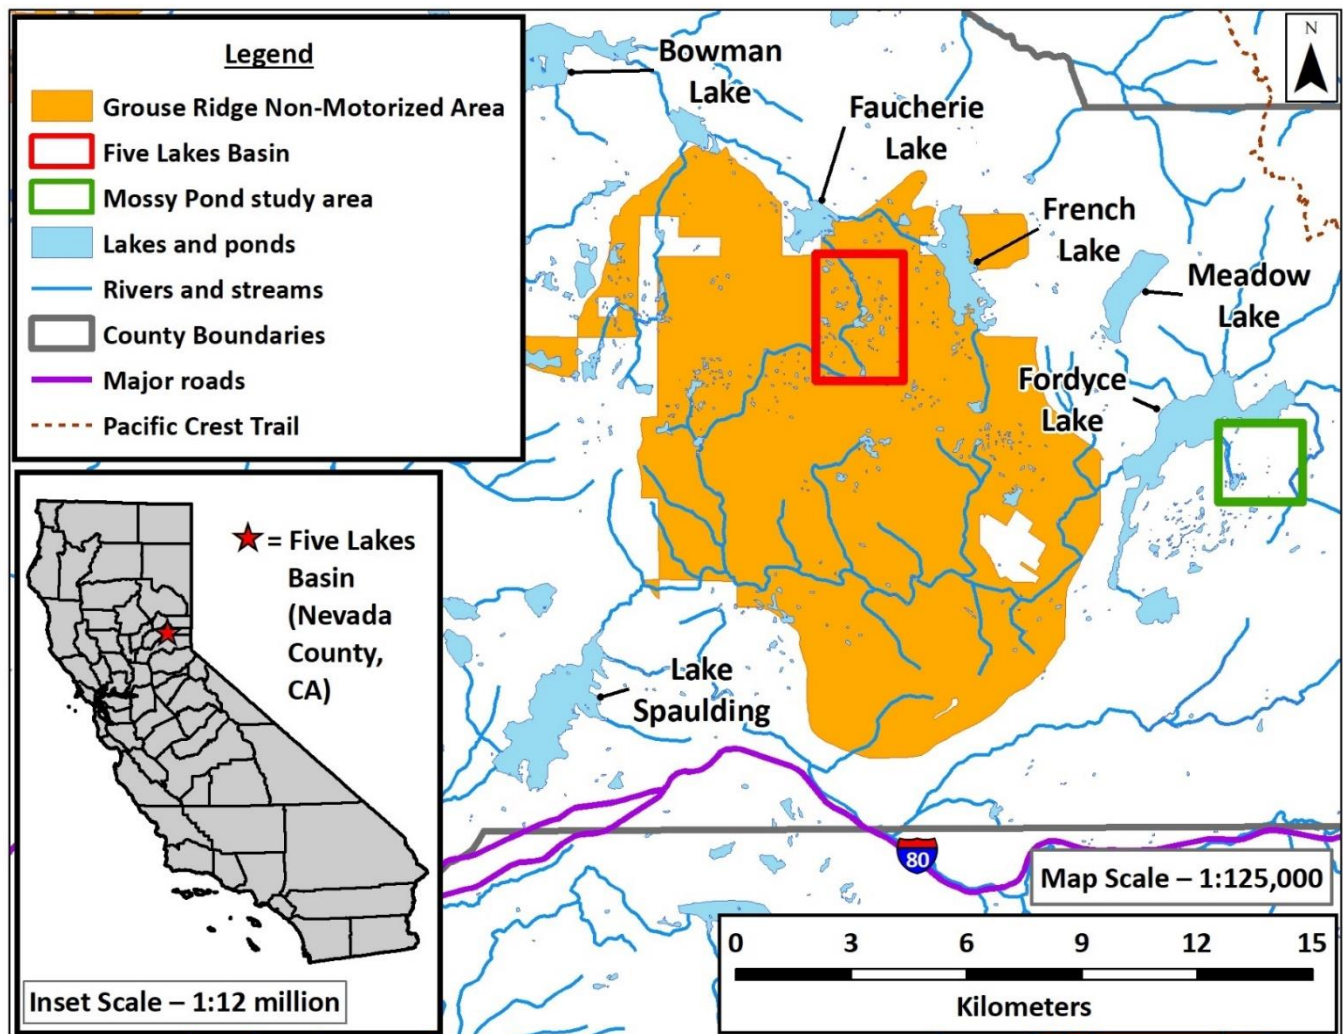 Legend
Grouse Ridge Non-Motorized Area
Five Lakes Basin
Mossy Pond study area
Lakes and ponds
Rivers and streams
County Boundaries
Major roads
Pacific Crest Trail
Bowman
Lake
Faucherie
Lake
French
Lake
Meadow
Lake
Fordyce
Lake
Lake
Spaulding
N
= Five Lakes
Basin
(Nevada
County,
CA)
Inset Scale – 1:12 million
80
Map Scale – 1:125,000
0 3 6 9 12 15
Kilometers